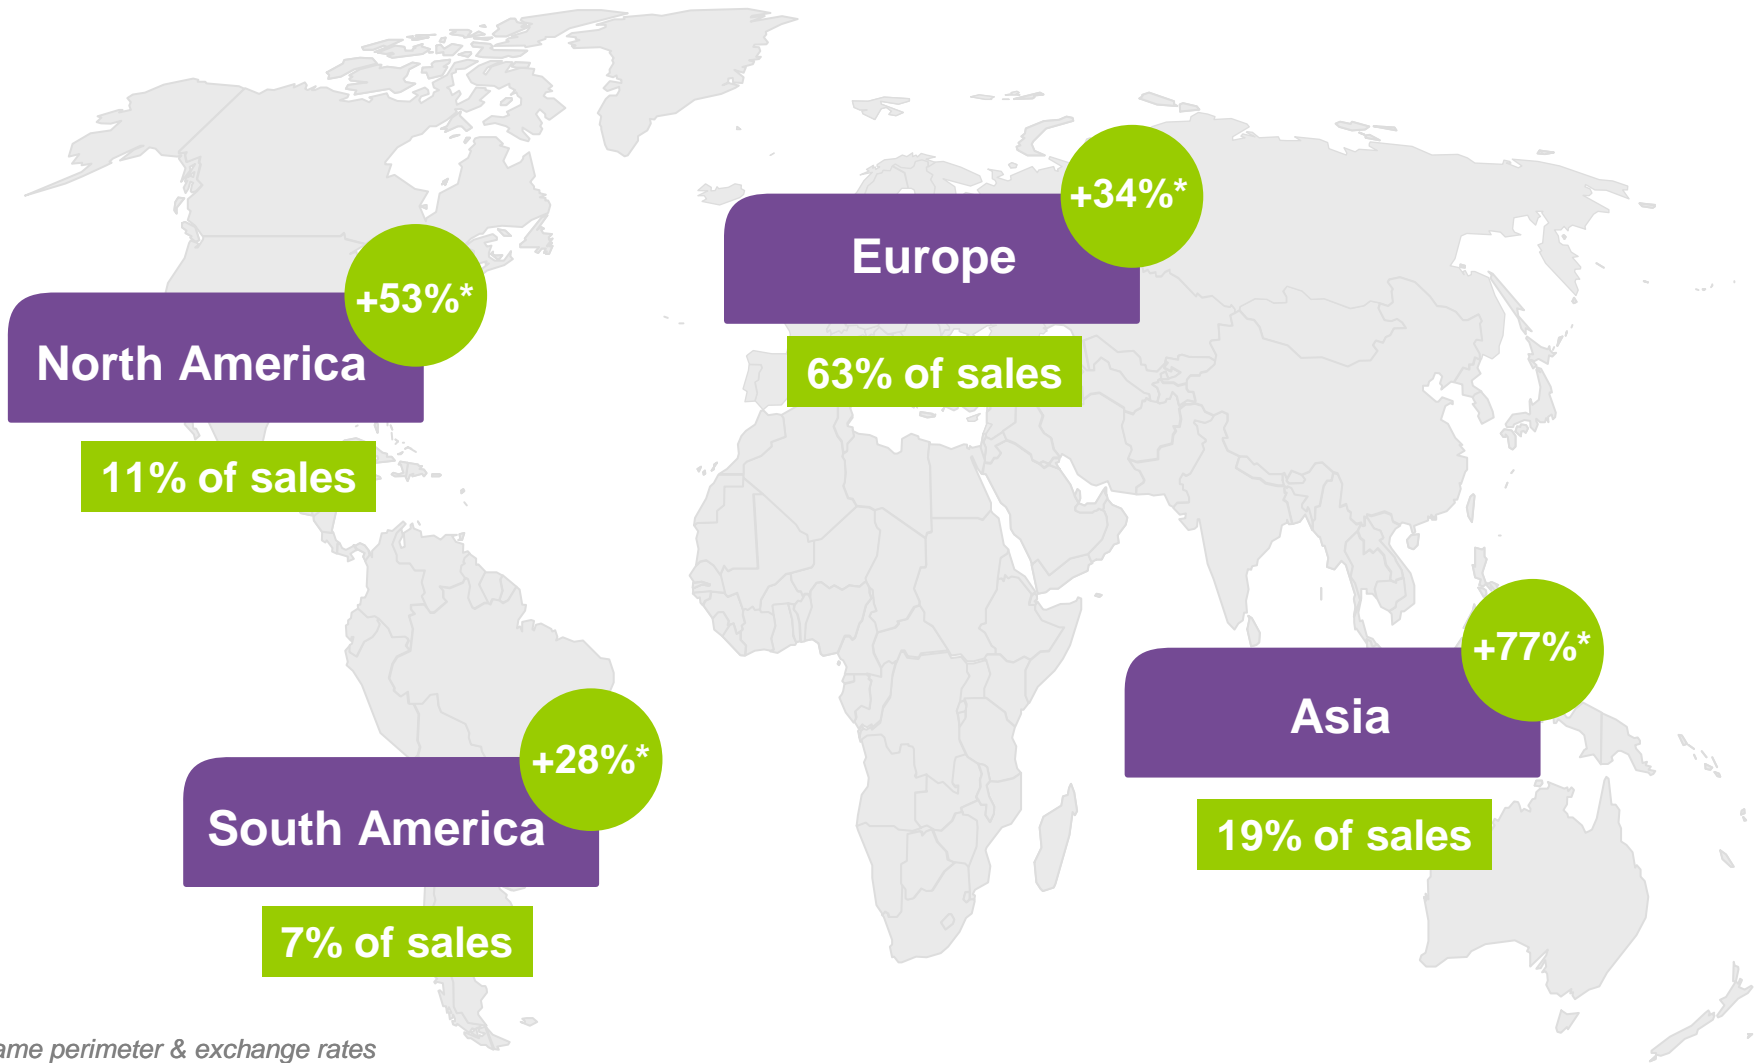 +34%*
Europe
63% of sales
+53%*
North America
11% of sales
+77%*
Asia
19% of sales
+28%*
South America
7% of sales
perimeter & exchange rates